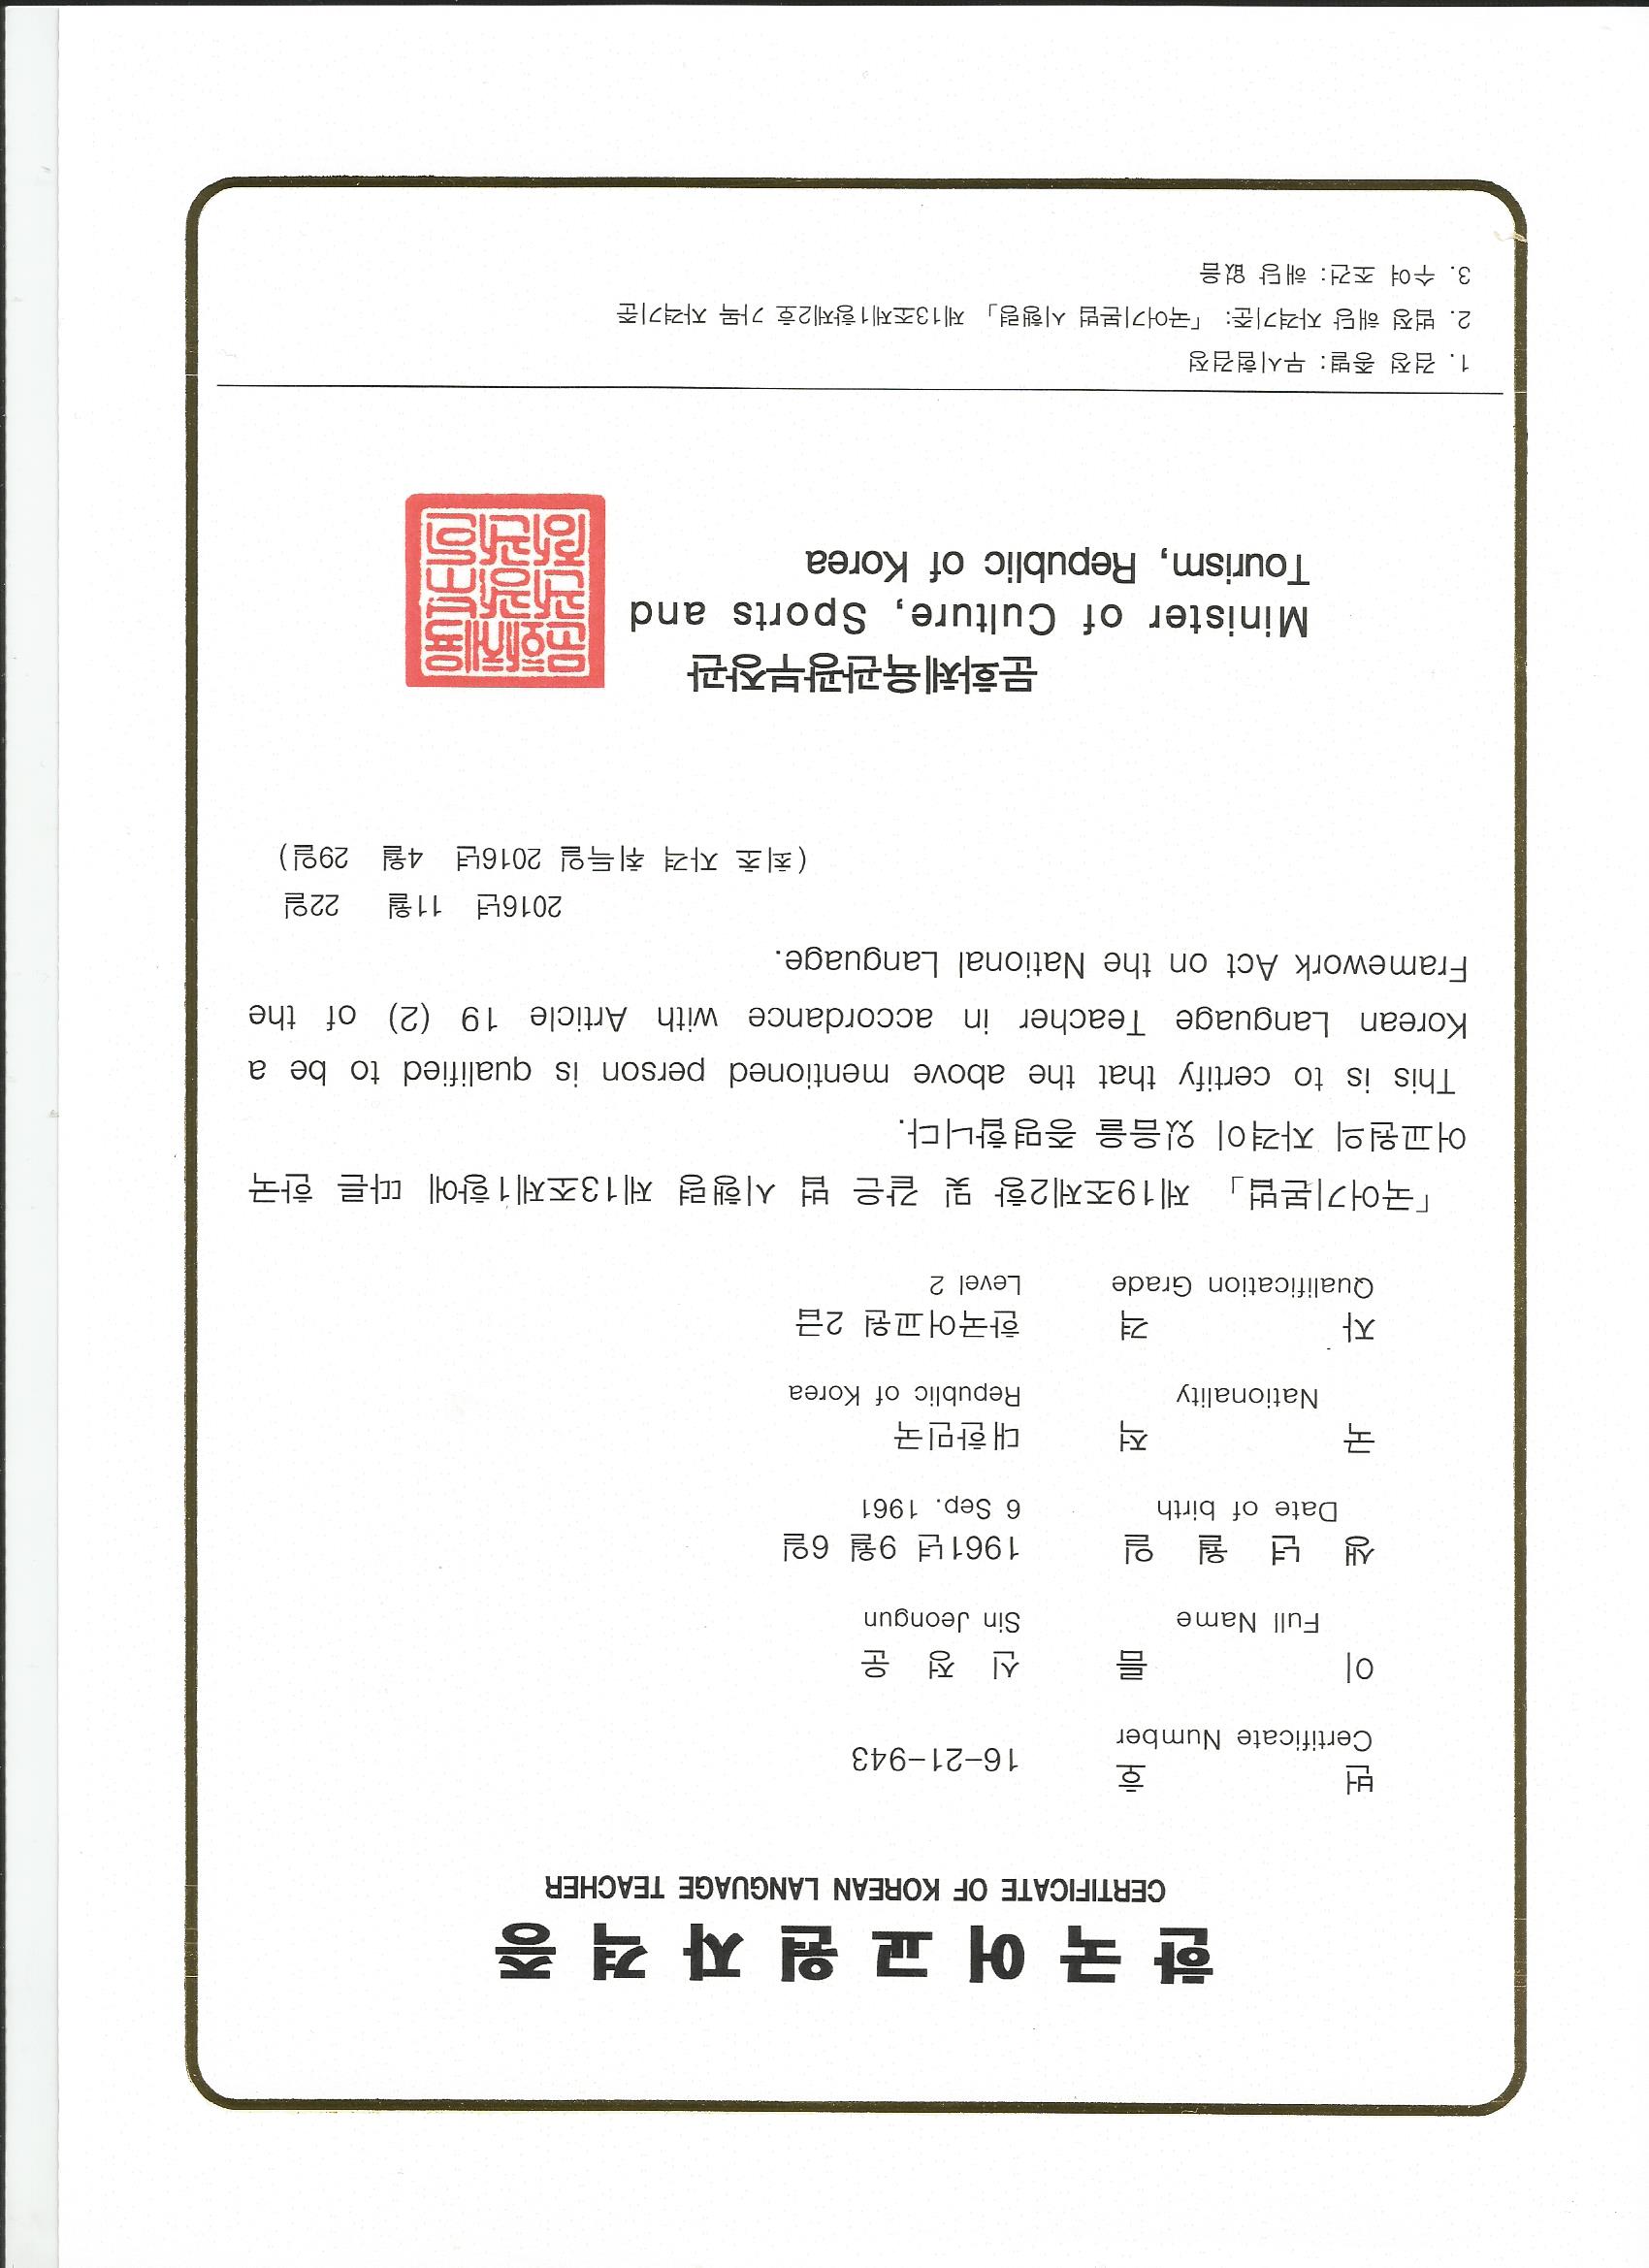 한국어교원자격증
CERTIFICATE OF KOREAN LANGUAGE TEACHER
번 호
Certificate Number
16-21-943
이 름
신 정 운
Full Name
Sin Jeongun
생 년 월 일
1961년 9월 6일
Date of birth
6 Sep. 1961
국 적
대한민국
Nationality
Republic of Korea
자 격
한국어교원 2급
Qualification Grade
Level 2
「국어기본법」 제19조제2항 및 같은 법 시행령 제13조제1항에 따른 한국
어교원의 자격이 있음을 증명합니다.
This is to certify that the above mentioned person is qualified to be a
Korean Language Teacher in accordance with Article 19 (2) of the
Framework Act on the National Language.
2016년 11월 22일
(최초 자격 취득일 2016년 4월 29일)
문화체육관광부장관
Minister of Culture, Sports and
Tourism, Republic of Korea
1. 검정 종별: 무시험검정
2. 법정 해당 자격기준: 「국어기본법 시행령」 제13조제1항제2호 가목 자격기준
3. 수여 조건: 해당 없음